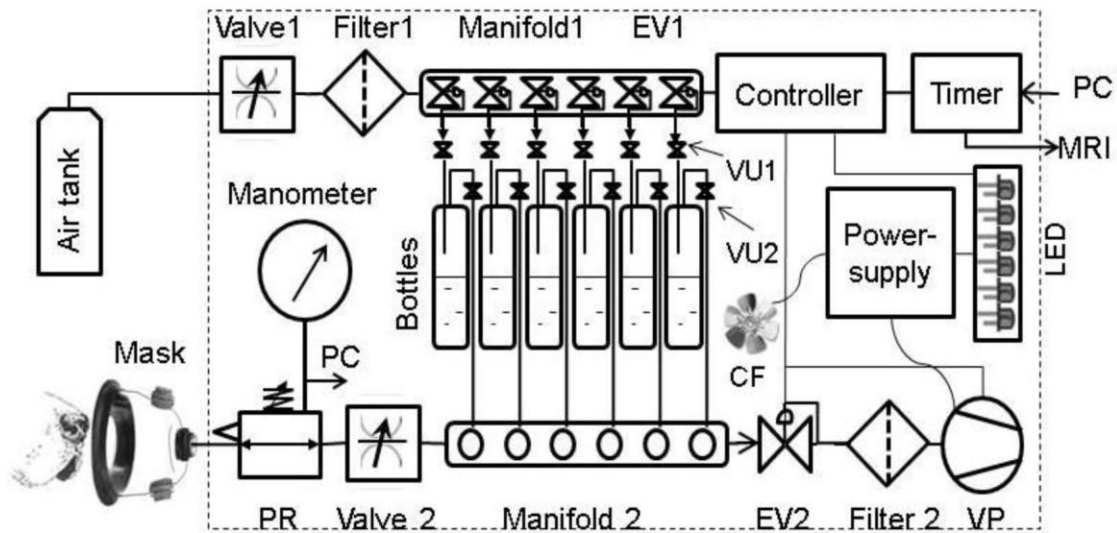 Valve1 Filter1 Manifold1 EV1
Controller Timer PC
MRI
Air tank
VU1
Manometer
VU2
Bottles
Power-
supply
LED
Mask
PC
CF
PR Valve 2 Manifold 2 EV2 Filter 2 VP